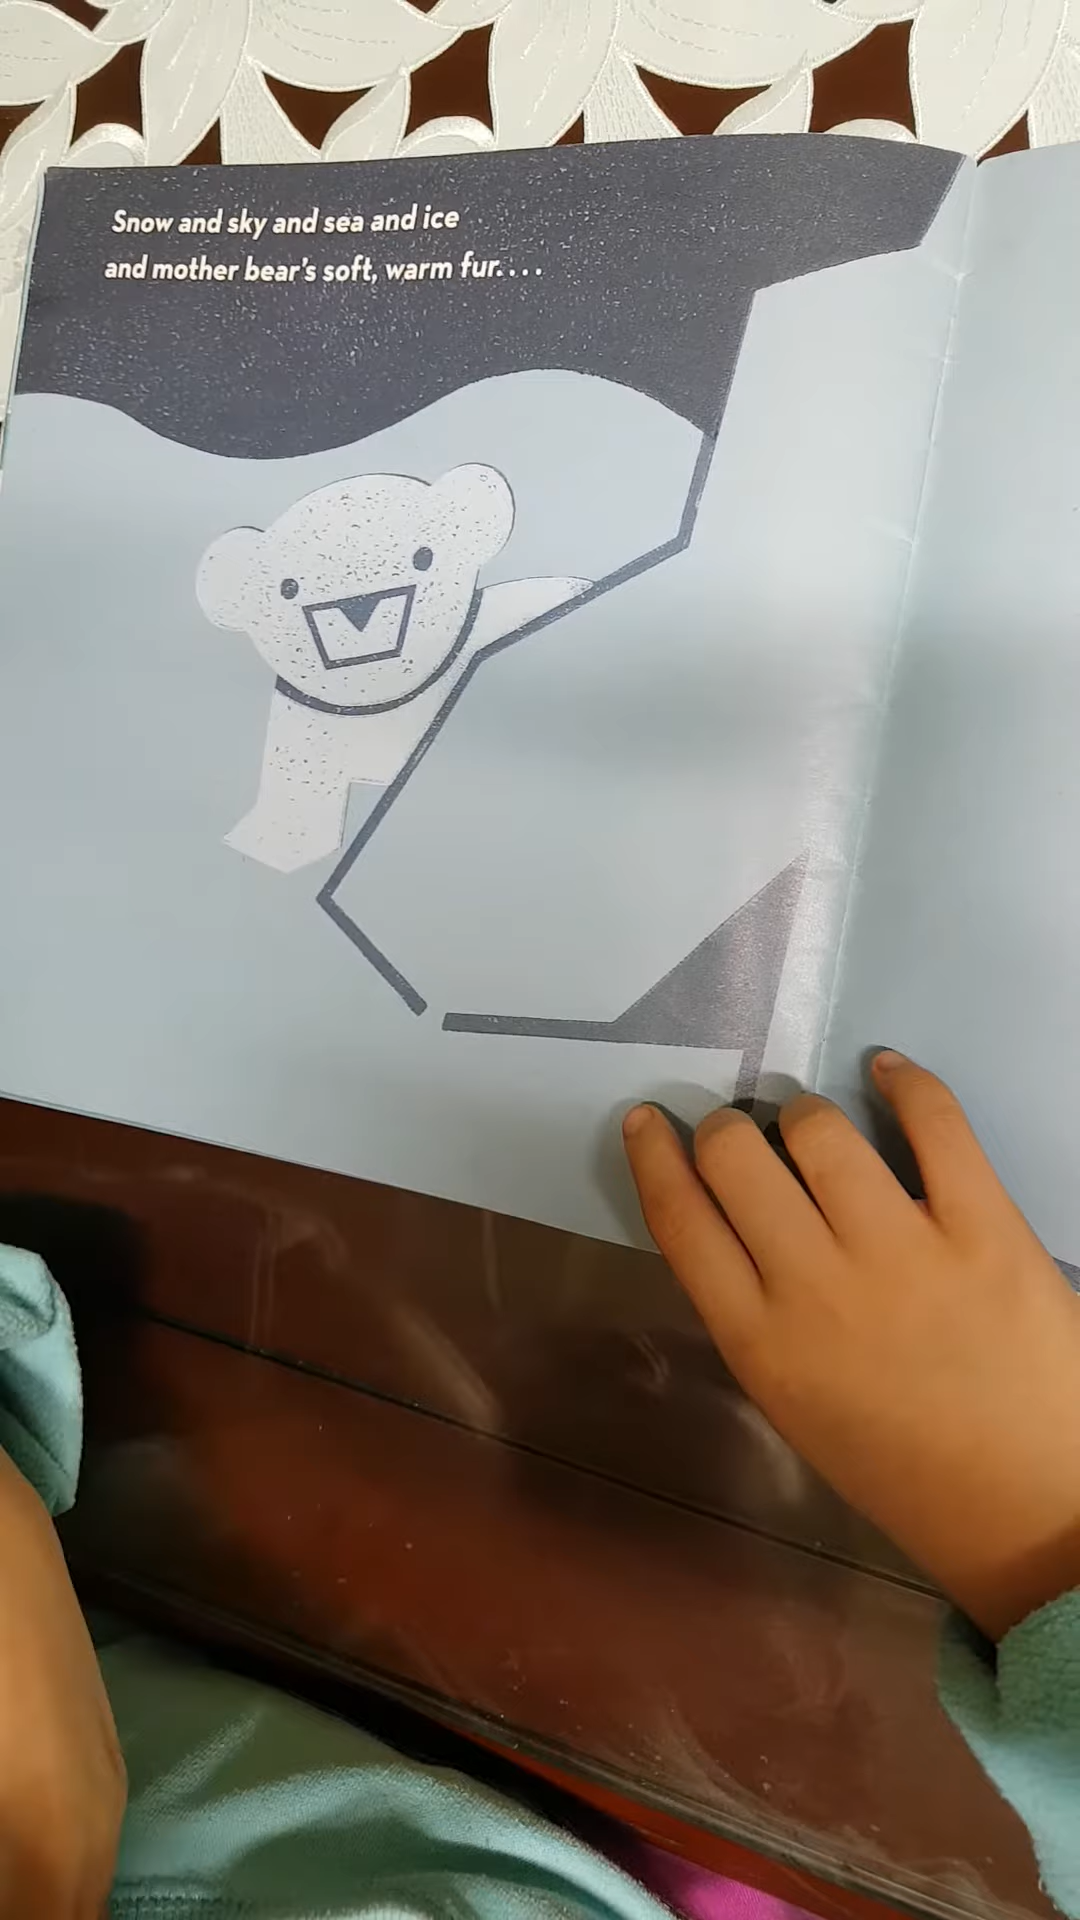 Snow and sky and sea and ice
and mother bear's soft, warm fur....